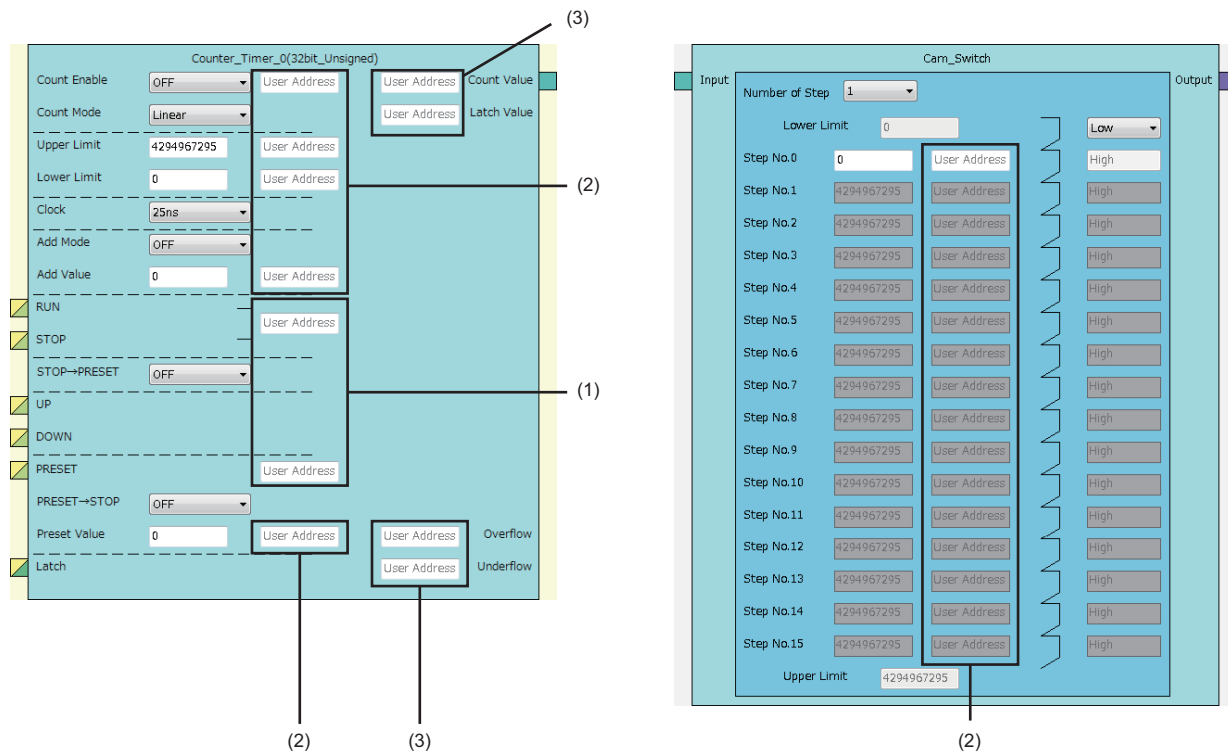 (3)
Counter_Timer_0(32bit_Unsigned)
Count Enable OFF User Address User Address Count Value
Count Mode Linear User Address Latch Value
Upper Limit 4294967295 User Address
Lower Limit 0 User Address
(2)
Clock 25ns
Add Mode OFF
Add Value 0 User Address
RUN
User Address
STOP
STOP→PRESET OFF
(1)
UP
DOWN
PRESET User Address
PRESET→STOP OFF
Preset Value 0 User Address User Address Overflow
Latch User Address Underflow
(2) (3)
Cam_Switch
Input Output
Number of Step 1
Lower Limit 0 Low
Step No.0 0 User Address High
Step No.1 4294967295 User Address High
Step No.2 4294967295 User Address High
Step No.3 4294967295 User Address High
Step No.4 4294967295 User Address High
Step No.5 4294967295 User Address High
Step No.6 4294967295 User Address High
Step No.7 4294967295 User Address High
Step No.8 4294967295 User Address High
Step No.9 4294967295 User Address High
Step No.10 4294967295 User Address High
Step No.11 4294967295 User Address High
Step No.12 4294967295 User Address High
Step No.13 4294967295 User Address High
Step No.14 4294967295 User Address High
Step No.15 4294967295 User Address High
Upper Limit 4294967295
(2)